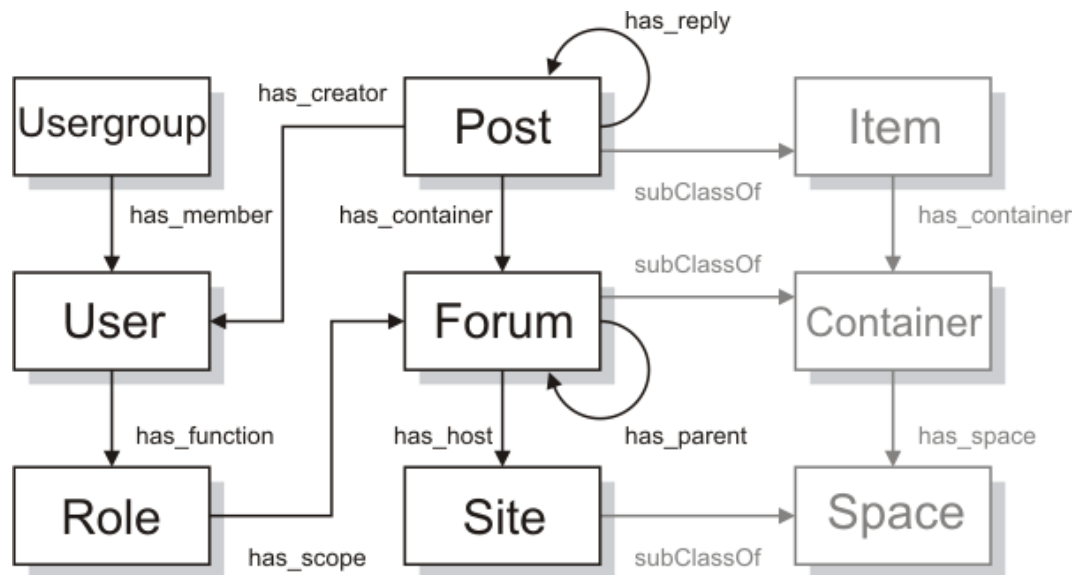 has_reply
has_creator
Usergroup
Post
Item
subClassOf
has_member
has_container
has_container
subClassOf
User
Forum
Container
has_function
has_host
has_parent
has_space
Role
Site
Space
has_scope
subClassOf